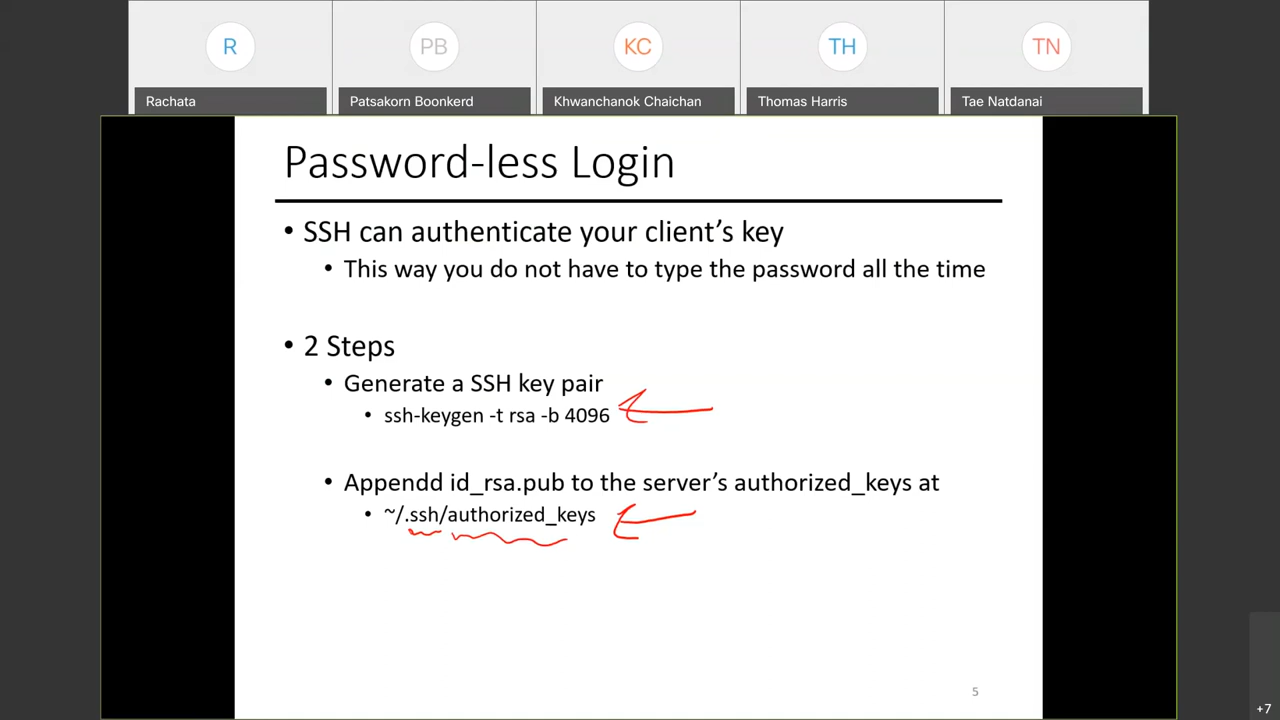 R PB KC TH TN
Rachata Patsakorn Boonkerd Khwanchanok Chaichan Thomas Harris Tae Natdanai
Password-less Login
• SSH can authenticate your client’s key
• This way you do not have to type the password all the time
• 2 Steps
• Generate a SSH key pair
• ssh-keygen -t rsa -b 4096
• Appendd id_rsa.pub to the server’s authorized_keys at
• ~/.ssh/authorized_keys
5
+7